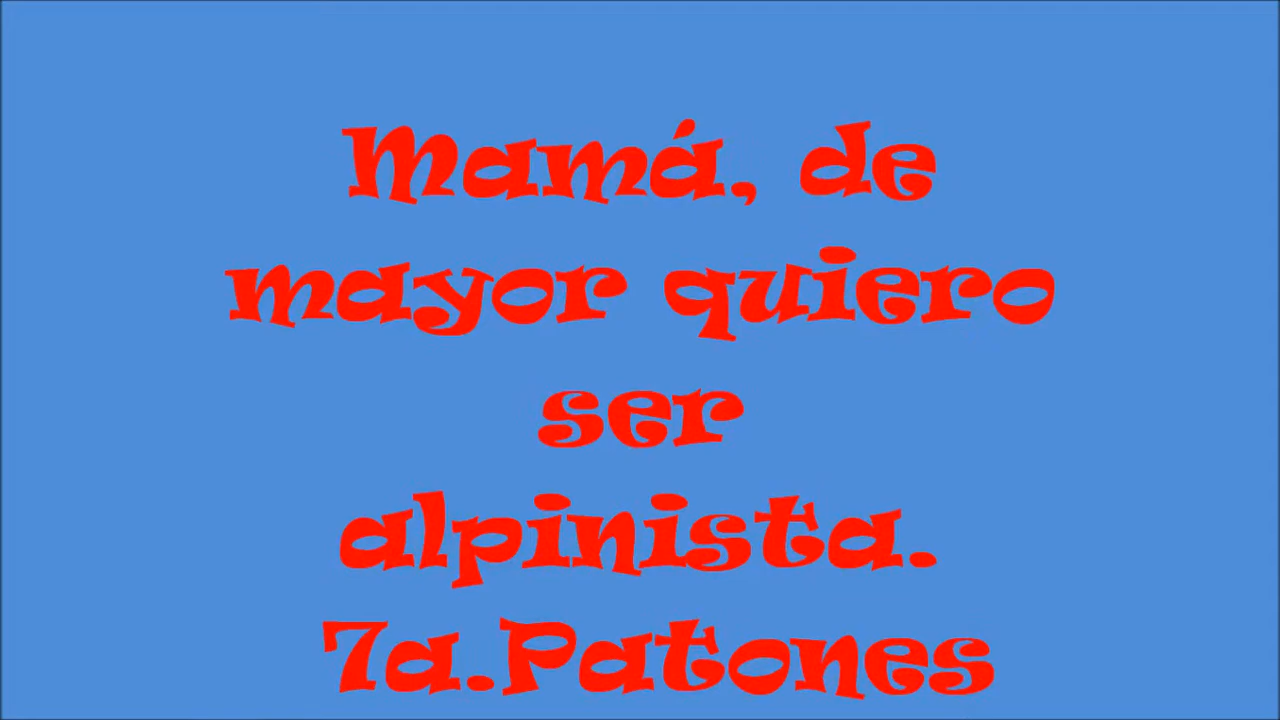 Mamá, de
mayor quiero
ser
alpinista.
7a.Patones